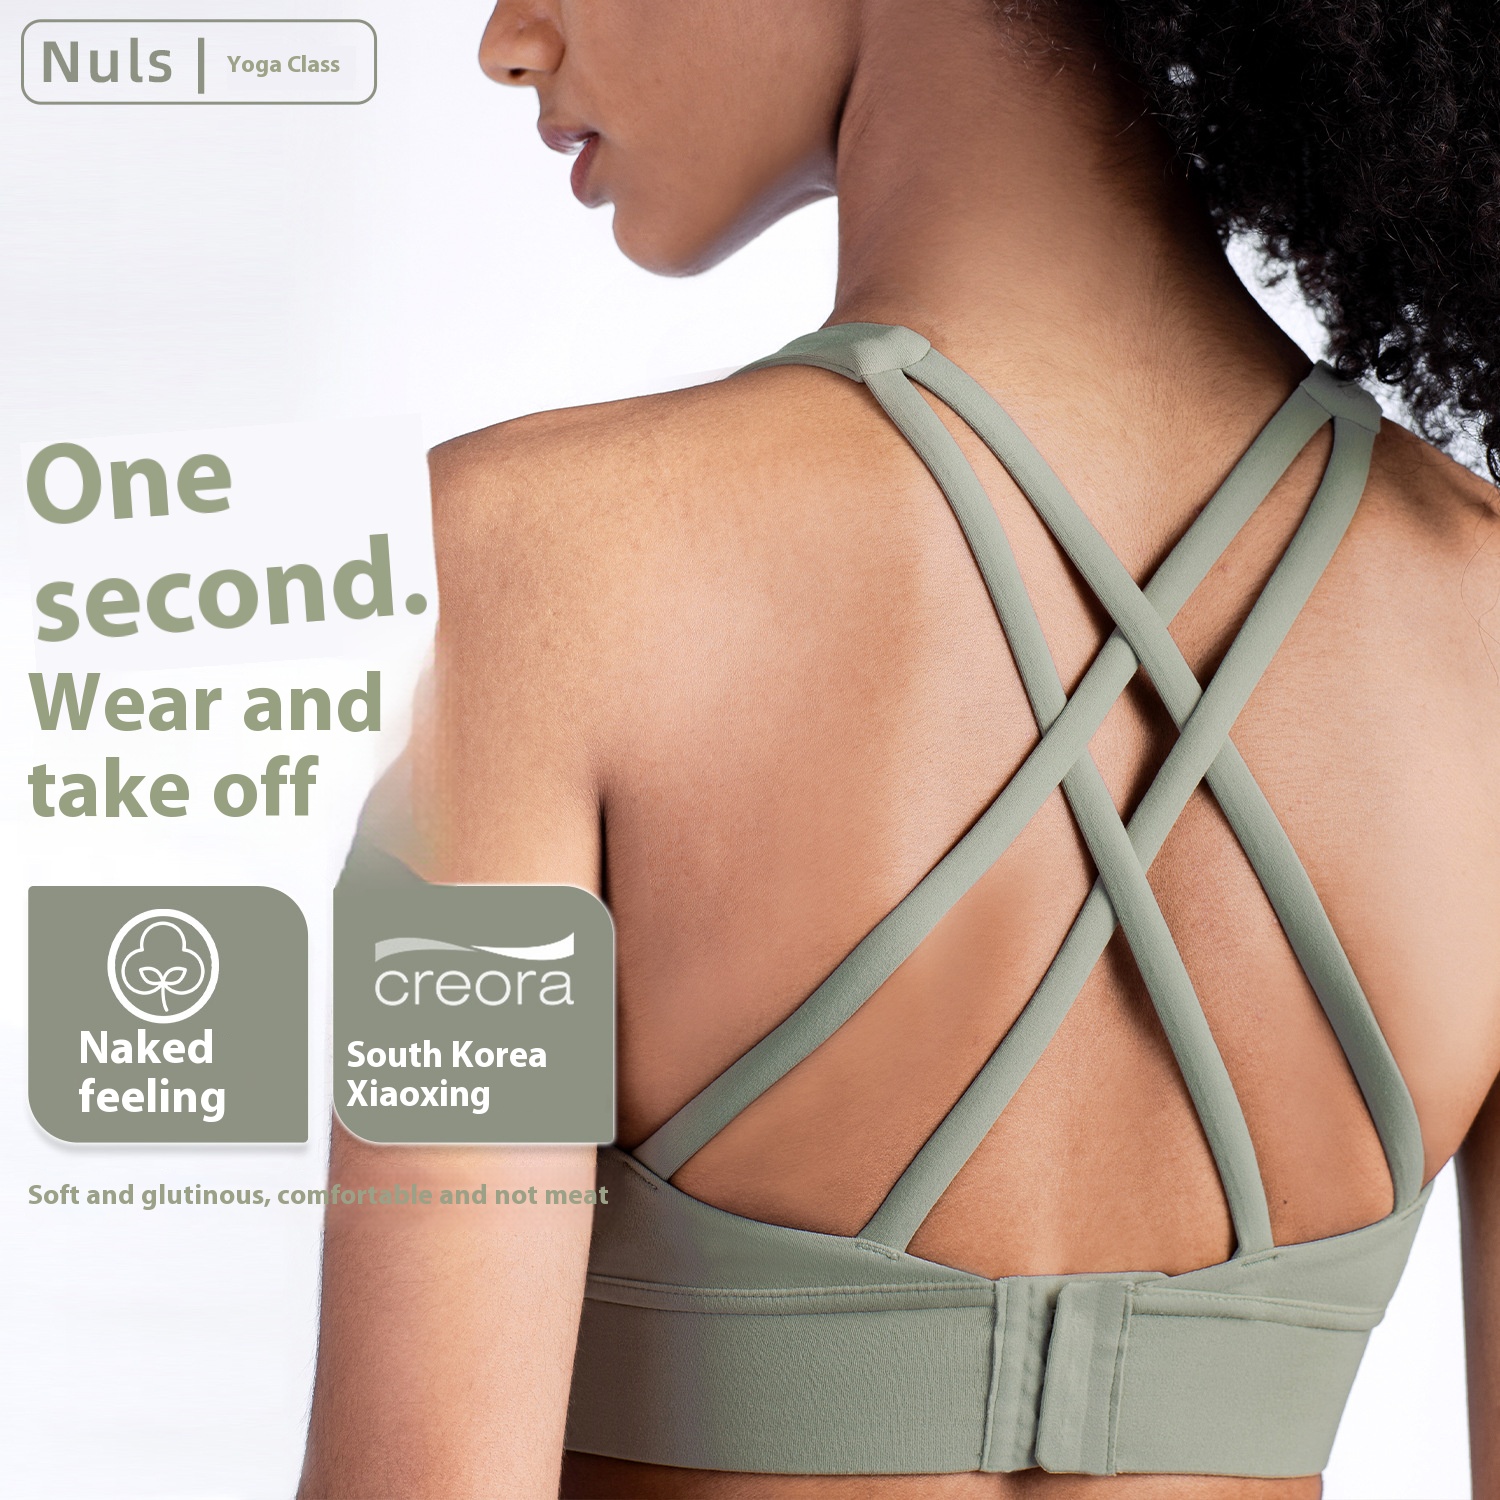 Nuls | Yoga Class
One
second.
Wear and
take off
Naked
feeling
creora
South Korea
Xiaoxing
Soft and glutinous, comfortable and not meat